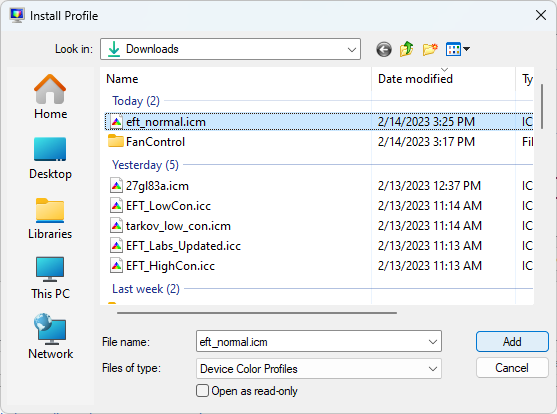 Install Profile
Look in: Downloads
Home
Desktop
Libraries
This PC
Network
Name Date modified Ty
Today (2)
eft_normal.icm 2/14/2023 3:25 PM IC
FanControl 2/14/2023 3:17 PM Fil
Yesterday (5)
27gl83a.icm 2/13/2023 12:37 PM IC
EFT_LowCon.icc 2/13/2023 11:14 AM IC
tarkov_low_con.icm 2/13/2023 11:14 AM IC
EFT_Labs_Updated.icc 2/13/2023 11:13 AM IC
EFT_HighCon.icc 2/13/2023 11:13 AM IC
Last week (2)
File name: eft_normal.icm Add
Files of type: Device Color Profiles Cancel
Open as read-only